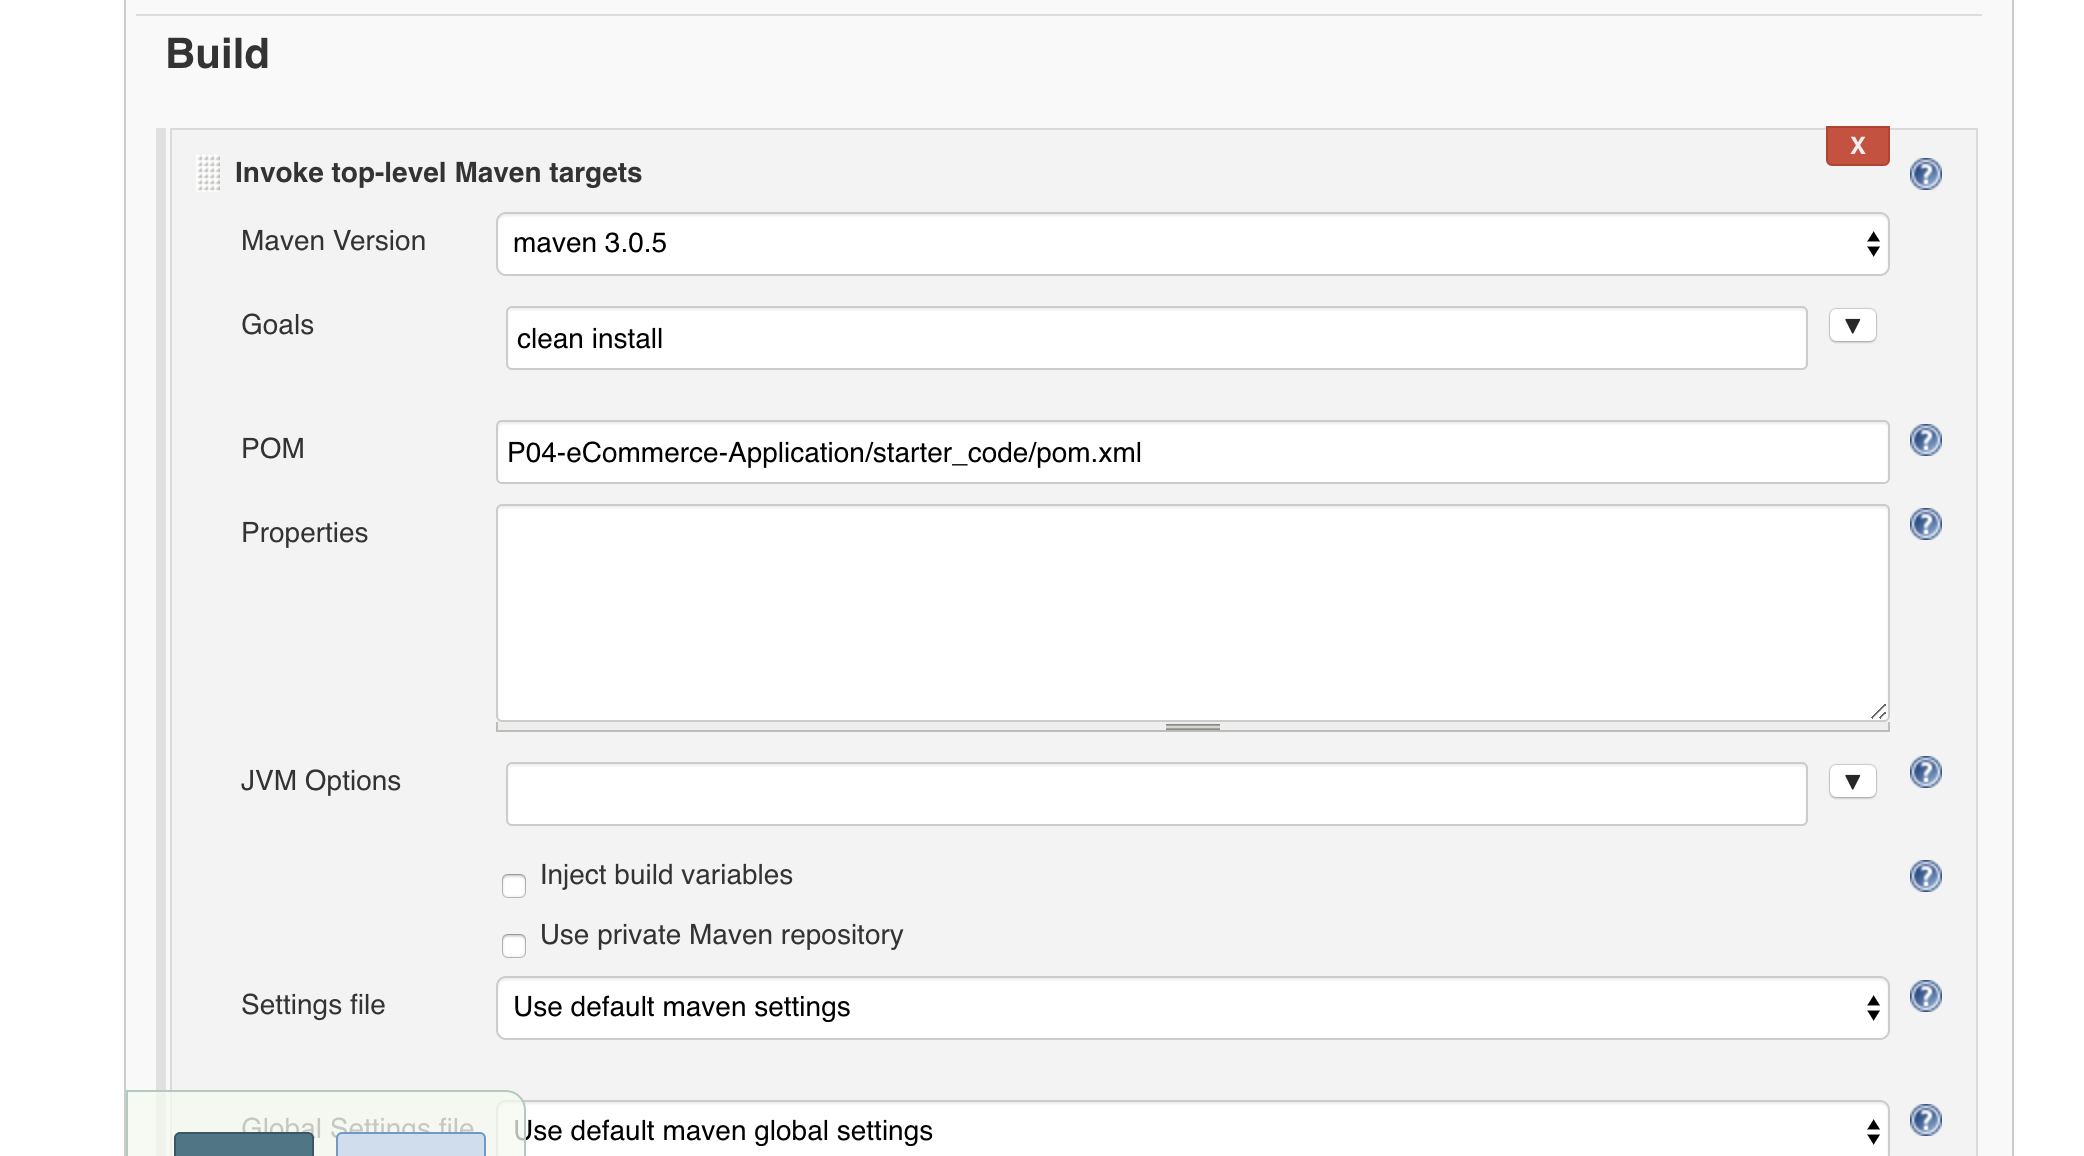 Build
X
Invoke top-level Maven targets
Maven Version
maven 3.0.5
Goals
clean install
POM
P04-eCommerce-Application/starter_code/pom.xml
Properties
JVM Options
Inject build variables
Use private Maven repository
Settings file
Use default maven settings
Global Settings file
Use default maven global settings